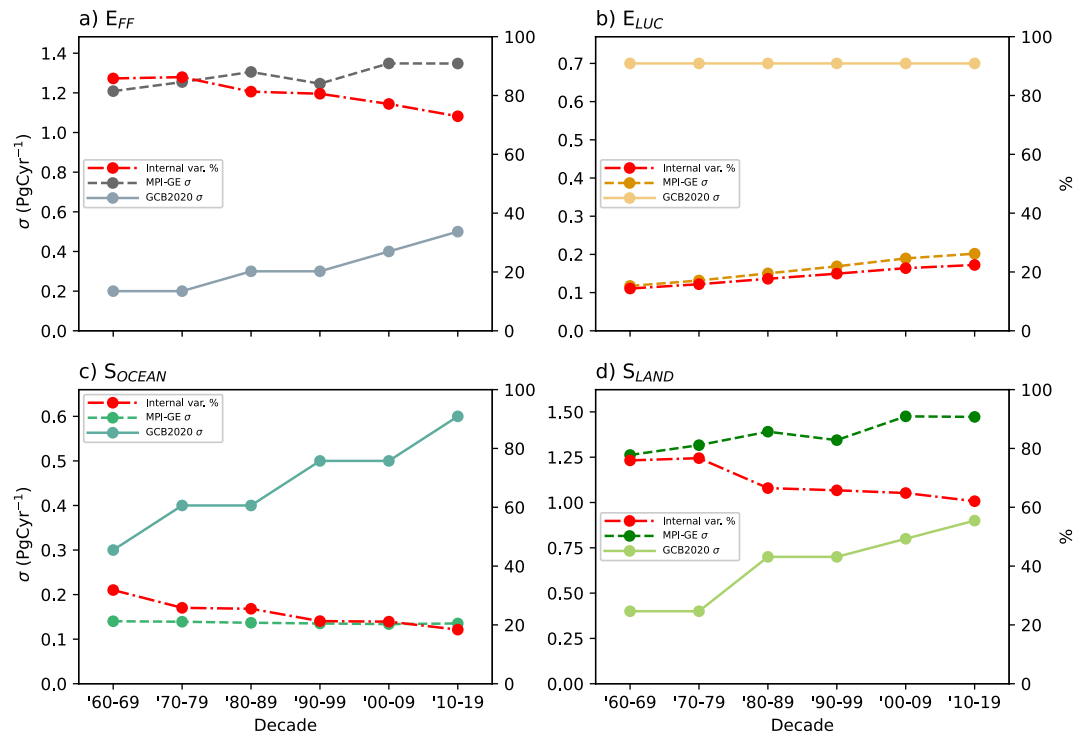 a) E_FF
1.4
1.2
1.0
0.8
0.6
0.4
0.2
0.0
σ (PgCyr⁻¹)
Internal var. %
MPI-GE σ
GCB2020 σ
100
80
60
40
20
0
b) E_LUC
0.7
0.6
0.5
0.4
0.3
0.2
0.1
0.0
Internal var. %
MPI-GE σ
GCB2020 σ
100
80
60
40
20
0
%
c) S_OCEAN
0.6
0.5
0.4
0.3
0.2
0.1
0.0
σ (PgCyr⁻¹)
Internal var. %
MPI-GE σ
GCB2020 σ
100
80
60
40
20
0
'60-69 '70-79 '80-89 '90-99 '00-09 '10-19
Decade
d) S_LAND
1.50
1.25
1.00
0.75
0.50
0.25
0.00
Internal var. %
MPI-GE σ
GCB2020 σ
100
80
60
40
20
0
%
'60-69 '70-79 '80-89 '90-99 '00-09 '10-19
Decade